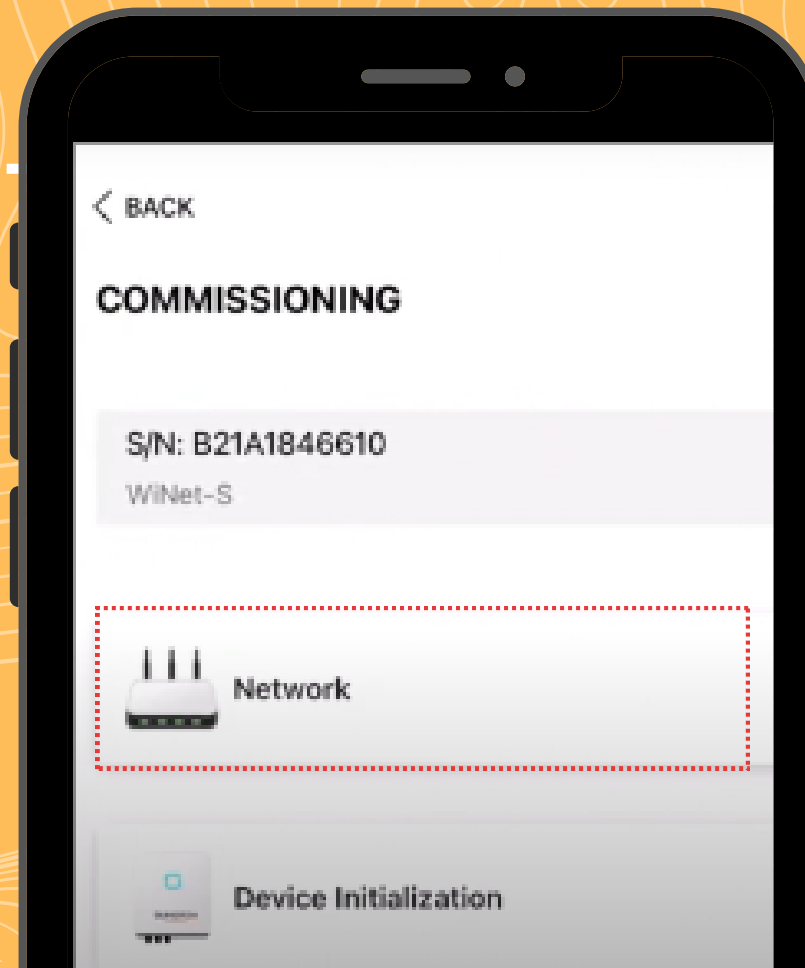 BACK
COMMISSIONING
S/N: B21A1846610
WiNet-S
Network
Device Initialization